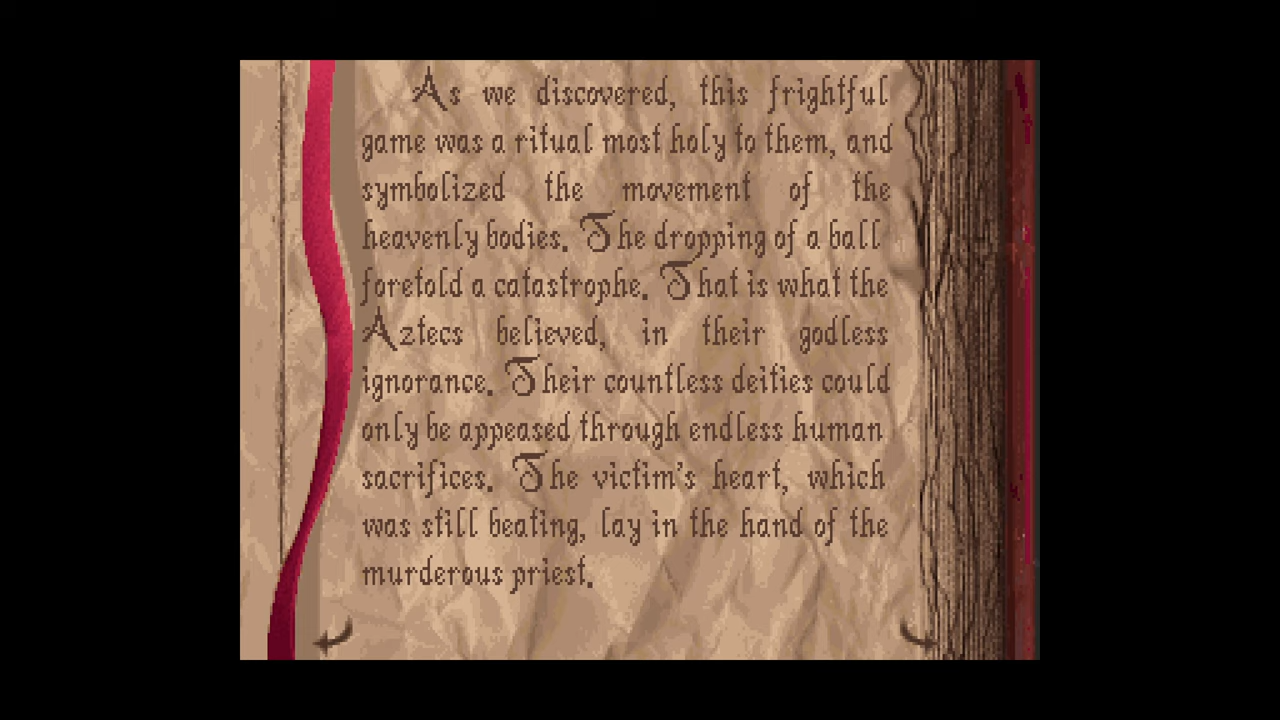 As we discovered, this frightful
game was a ritual most holy to them, and
symbolized the movement of the
heavenly bodies. The dropping of a ball
foretold a catastrophe. That is what the
Aztecs believed, in their godless
ignorance. Their countless deities could
only be appeased through endless human
sacrifices. The victim's heart, which
was still beating, lay in the hand of the
murderous priest.